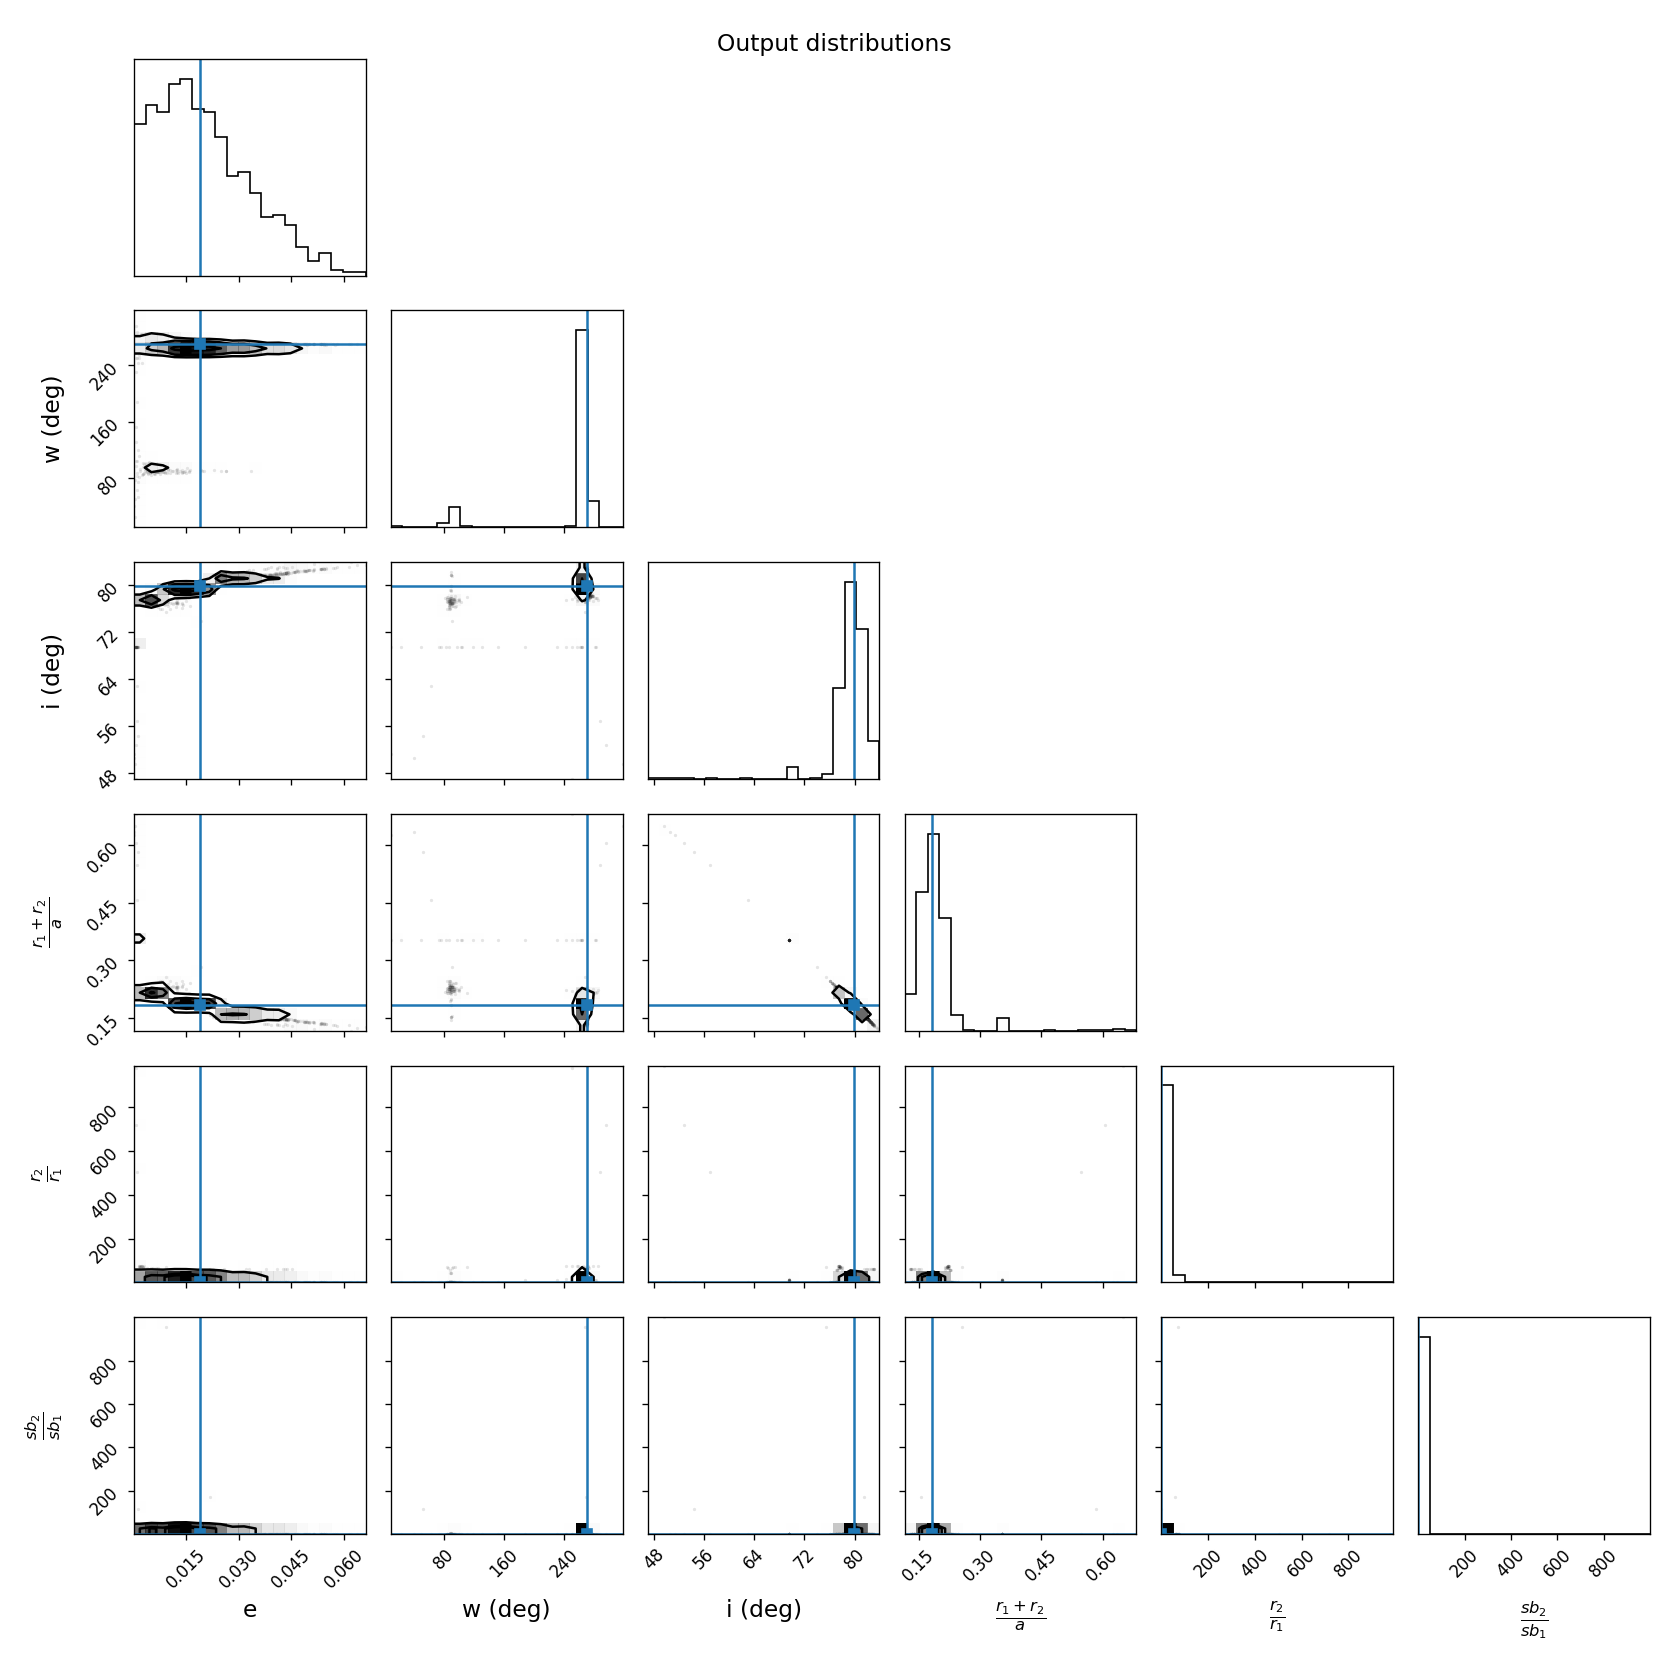 Output distributions
w (deg)
240
160
80
i (deg)
80
72
64
56
48
r₁ + r₂
a
0.60
0.45
0.30
0.15
r₂
r₁
800
600
400
200
sb₂
sb₁
800
600
400
200
0.015 0.030 0.045 0.060 80 160 240 48 56 64 72 80 0.15 0.30 0.45 0.60 200 400 600 800 200 400 600 800
e w (deg) i (deg) r₁ + r₂ r₂ sb₂
a r₁ sb₁